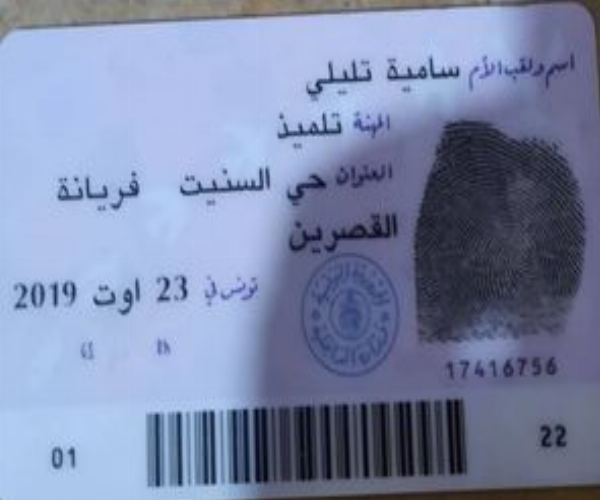 اسم ولقب الأم سامية تليلي
المهنة تلميذ
العنوان حي السنيت فريانة
القصرين
تونس في 23 اوت 2019
17416756
01
22